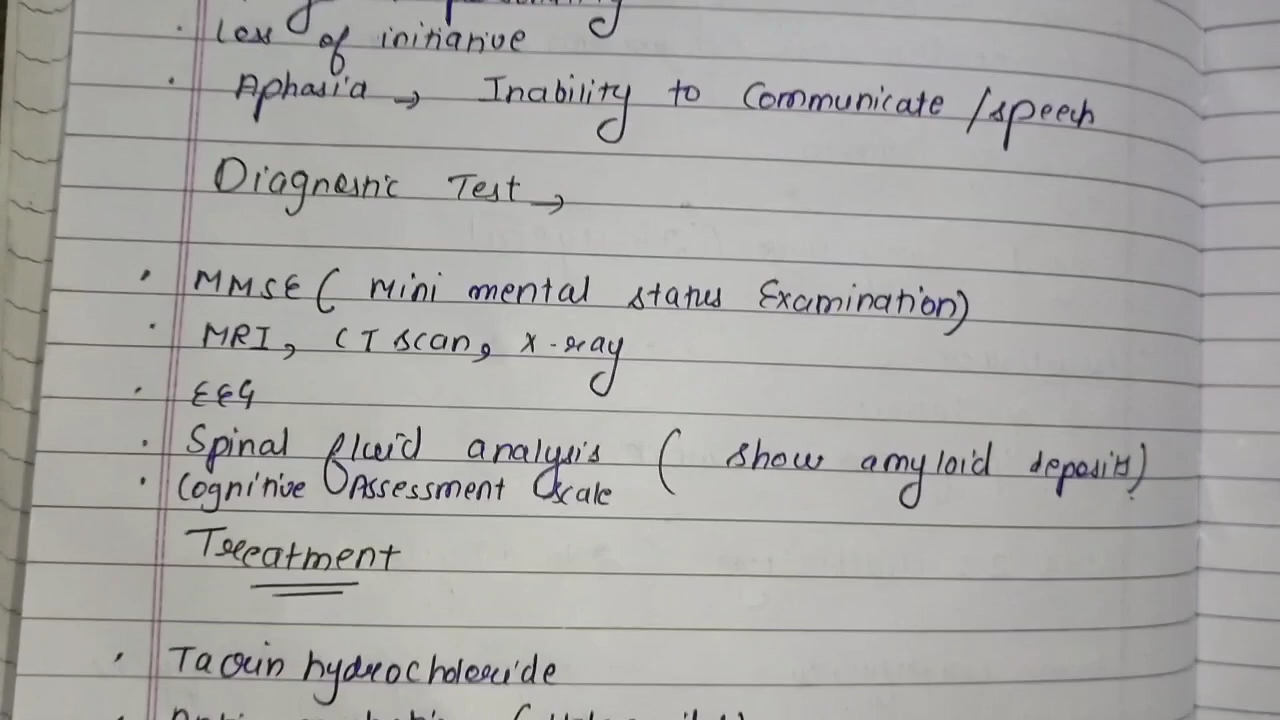 · Loss of initiative
· Aphasia → Inability to Communicate /speech
Diagnostic Test →
· MMSE ( Mini mental status Examination)
· MRI, CT scan, x-ray
· EEG
· Spinal fluid analysis ( show amyloid deposits)
· Cognitive Assessment scale
Treatment
· Tacrin hydrochloride